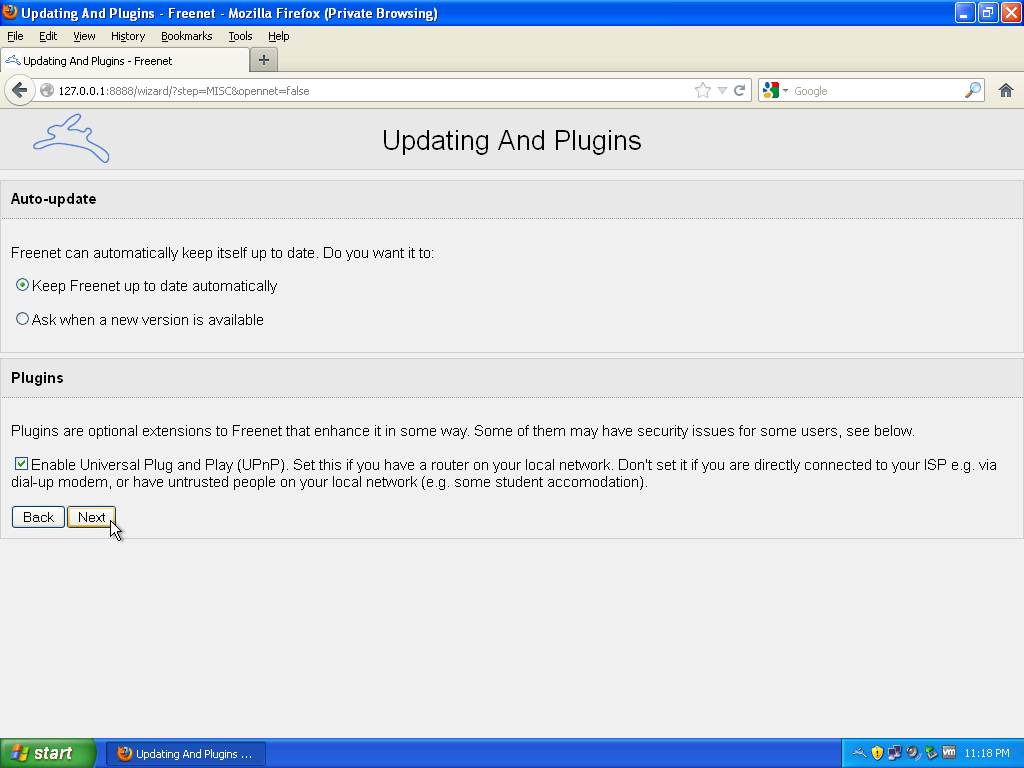 Updating And Plugins - Freenet - Mozilla Firefox (Private Browsing)
File Edit View History Bookmarks Tools Help
Updating And Plugins - Freenet
127.0.0.1:8888/wizard/?step=MISC&opennet=false
Google
Updating And Plugins
Auto-update
Freenet can automatically keep itself up to date. Do you want it to:
Keep Freenet up to date automatically
Ask when a new version is available
Plugins
Plugins are optional extensions to Freenet that enhance it in some way. Some of them may have security issues for some users, see below.
Enable Universal Plug and Play (UPnP). Set this if you have a router on your local network. Don't set it if you are directly connected to your ISP e.g. via
dial-up modem, or have untrusted people on your local network (e.g. some student accomodation).
Back Next
start Updating And Plugins ... vm 11:18 PM